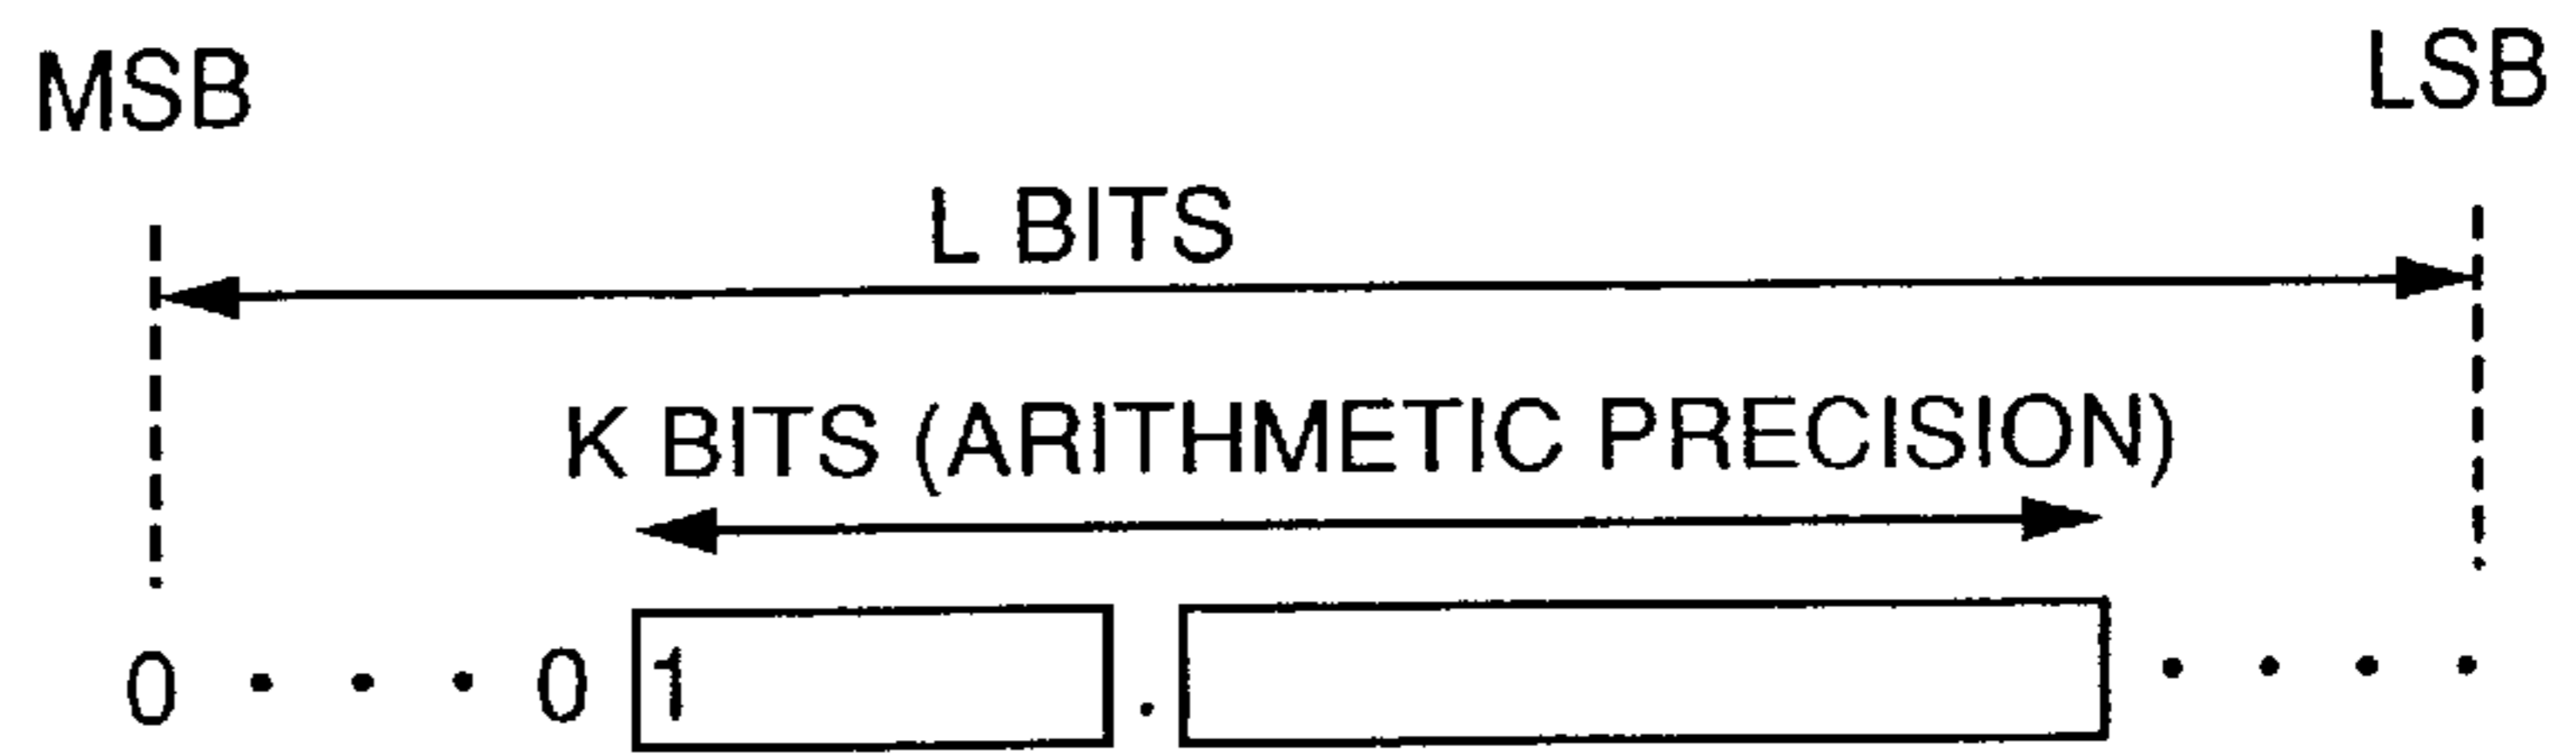 MSB LSB
L BITS
K BITS (ARITHMETIC PRECISION)
0 · · · 0 1 . · · · ·